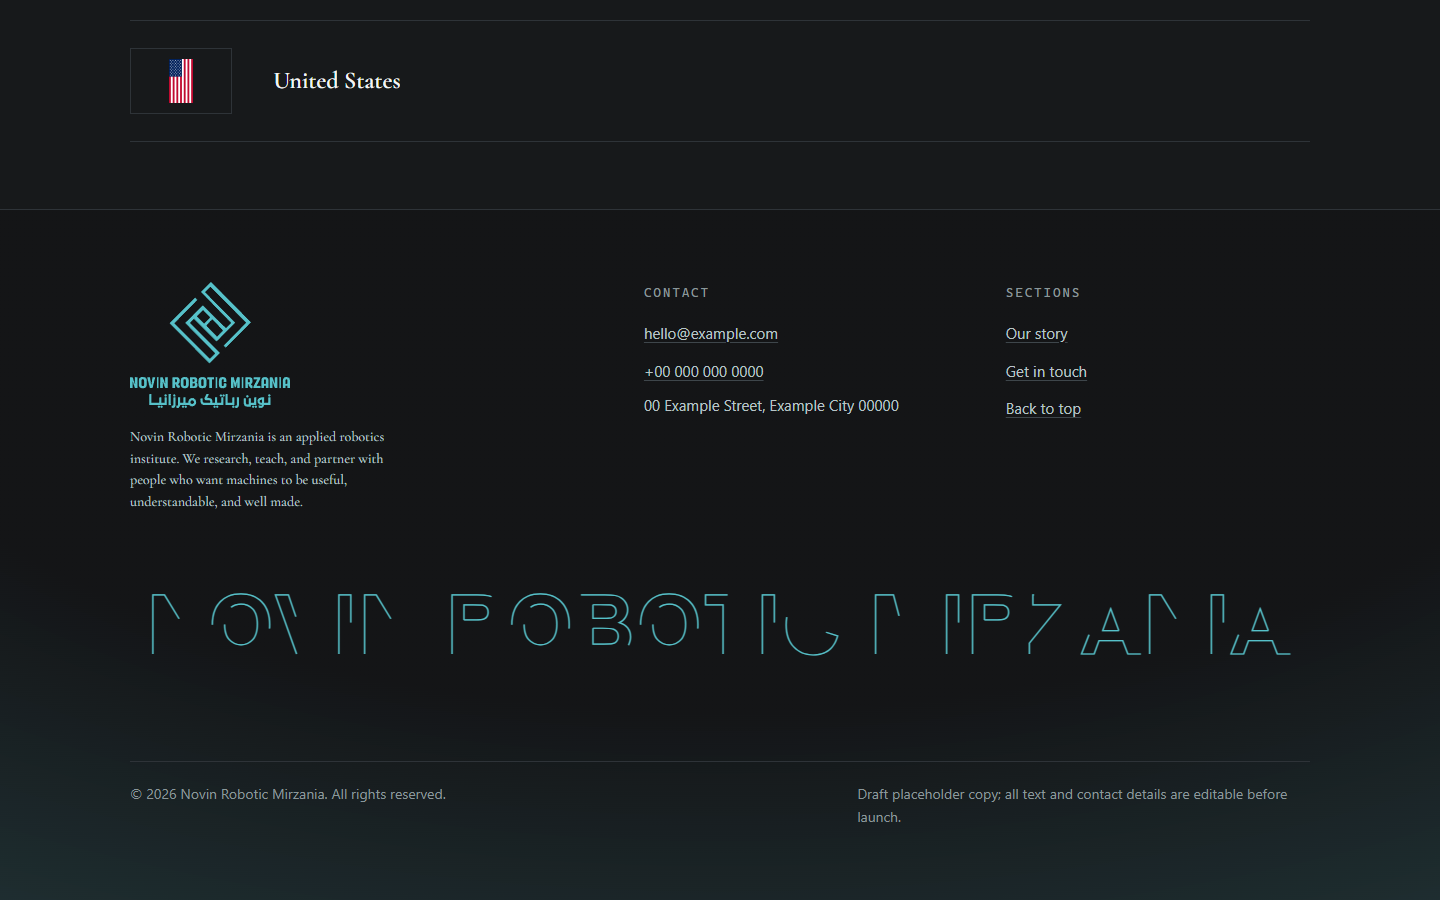 United States
NOVIN ROBOTIC MIRZANIA
نوین رباتیک میرزانیا
Novin Robotic Mirzania is an applied robotics
institute. We research, teach, and partner with
people who want machines to be useful,
understandable, and well made.
CONTACT
hello@example.com
+00 000 000 0000
00 Example Street, Example City 00000
SECTIONS
Our story
Get in touch
Back to top
NOVIN ROBOTIC MIRZANIA
© 2026 Novin Robotic Mirzania. All rights reserved.
Draft placeholder copy; all text and contact details are editable before
launch.